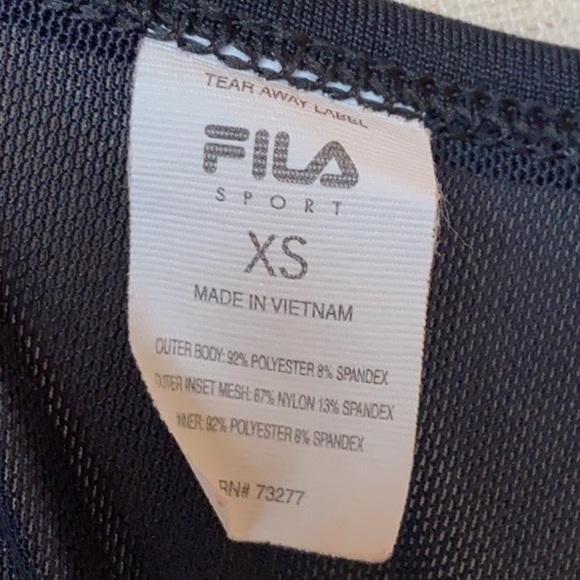 TEAR AWAY LABEL
FILA
SPORT
XS
MADE IN VIETNAM
OUTER BODY: 92% POLYESTER 8% SPANDEX
OUTER INSET MESH: 87% NYLON 13% SPANDEX
INNER: 92% POLYESTER 8% SPANDEX
RN# 73277